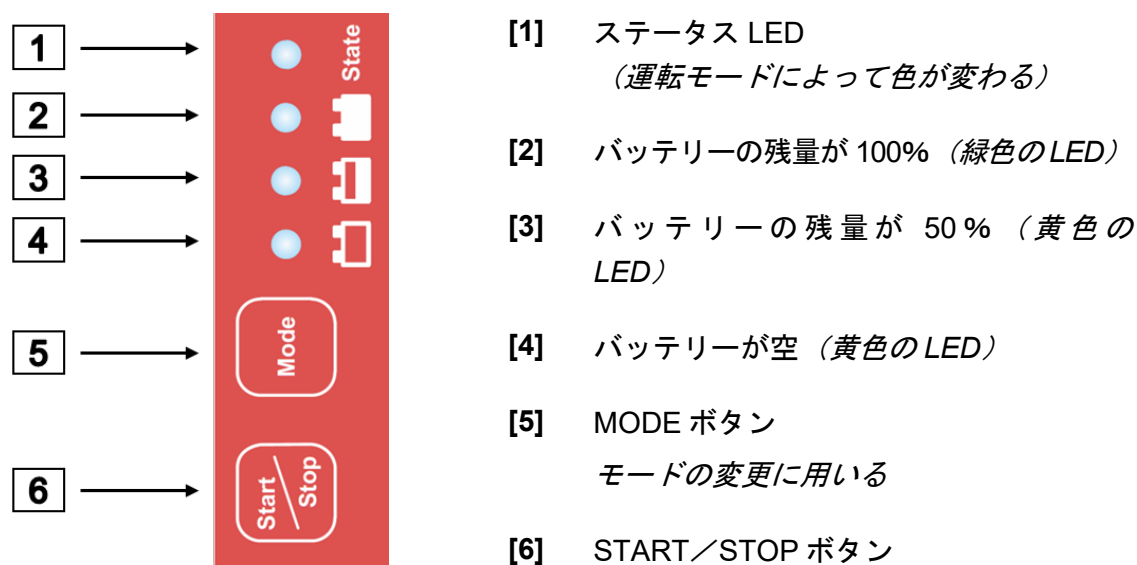 1
2
3
4
5
6
State
Mode
Start/Stop
[1] ステータス LED
（運転モードによって色が変わる）
[2] バッテリーの残量が 100% （緑色の LED）
[3] バッテリーの残量が 50% （黄色の
LED）
[4] バッテリーが空 （黄色の LED）
[5] MODE ボタン
モードの変更に用いる
[6] START／STOP ボタン